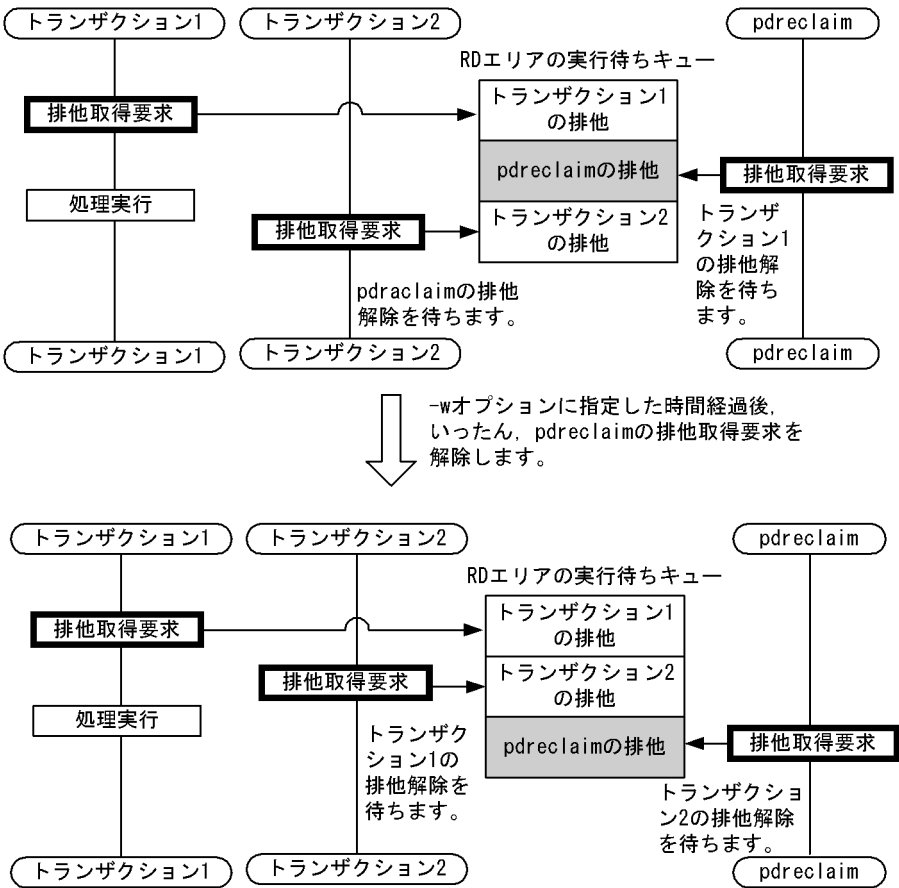 トランザクション1
トランザクション2
pdreclaim
RDエリアの実行待ちキュー
排他取得要求
トランザクション1
の排他
pdreclaimの排他
排他取得要求
処理実行
排他取得要求
トランザクション2
の排他
トランザ
クション1
の排他解
除を待ち
ます。
pdraclaimの排他
解除を待ちます。
トランザクション1
トランザクション2
pdreclaim
-wオプションに指定した時間経過後,
いったん, pdreclaimの排他取得要求を
解除します。
トランザクション1
トランザクション2
pdreclaim
RDエリアの実行待ちキュー
排他取得要求
トランザクション1
の排他
排他取得要求
トランザクション2
の排他
処理実行
pdreclaimの排他
排他取得要求
トランザク
ション1の
排他解除を
待ちます。
トランザクショ
ン2の排他解除
を待ちます。
トランザクション1
トランザクション2
pdreclaim